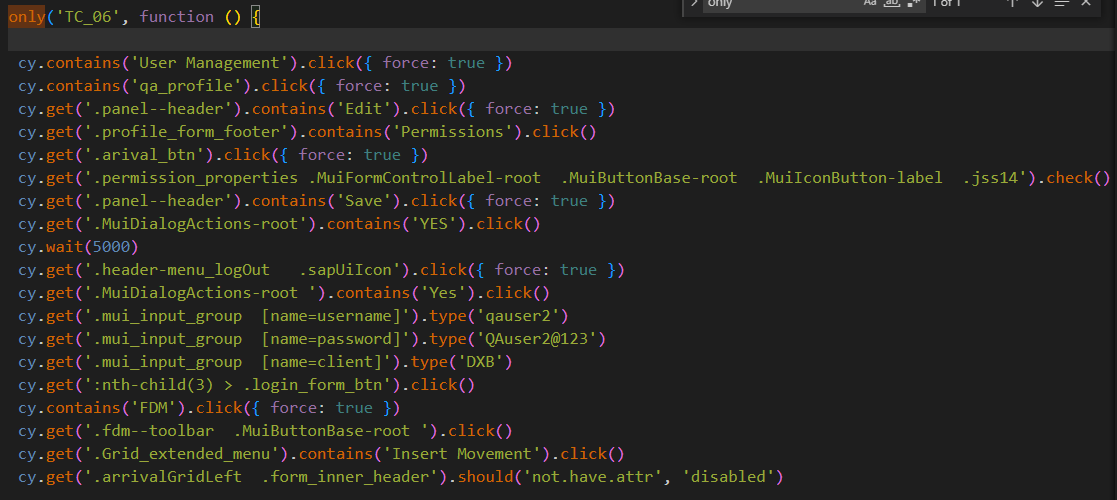 only('TC_06', function () {
only
Aa ab .*
1 of 1
cy.contains('User Management').click({ force: true })
cy.contains('qa_profile').click({ force: true })
cy.get('.panel--header').contains('Edit').click({ force: true })
cy.get('.profile_form_footer').contains('Permissions').click()
cy.get('.arival_btn').click({ force: true })
cy.get('.permission_properties .MuiFormControlLabel-root  .MuiButtonBase-root  .MuiIconButton-label  .jss14').check()
cy.get('.panel--header').contains('Save').click({ force: true })
cy.get('.MuiDialogActions-root').contains('YES').click()
cy.wait(5000)
cy.get('.header-menu_logOut   .sapUiIcon').click({ force: true })
cy.get('.MuiDialogActions-root ').contains('Yes').click()
cy.get('.mui_input_group  [name=username]').type('qauser2')
cy.get('.mui_input_group  [name=password]').type('QAuser2@123')
cy.get('.mui_input_group  [name=client]').type('DXB')
cy.get(':nth-child(3) > .login_form_btn').click()
cy.contains('FDM').click({ force: true })
cy.get('.fdm--toolbar  .MuiButtonBase-root ').click()
cy.get('.Grid_extended_menu').contains('Insert Movement').click()
cy.get('.arrivalGridLeft  .form_inner_header').should('not.have.attr', 'disabled')